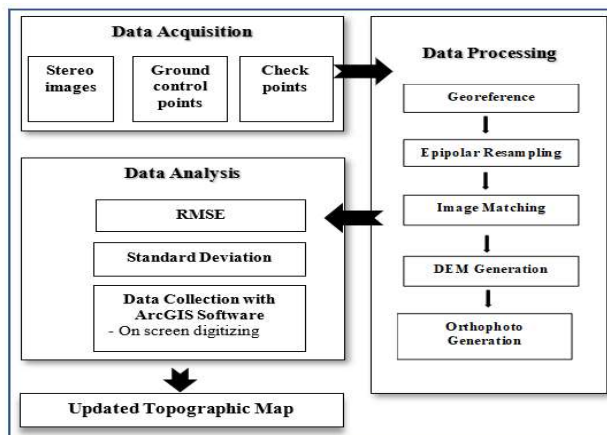 Data Acquisition
Stereo
images
Ground
control
points
Check
points
Data Processing
Georeference
Epipolar Resampling
Image Matching
DEM Generation
Orthophoto
Generation
Data Analysis
RMSE
Standard Deviation
Data Collection with
ArcGIS Software
- On screen digitizing
Updated Topographic Map